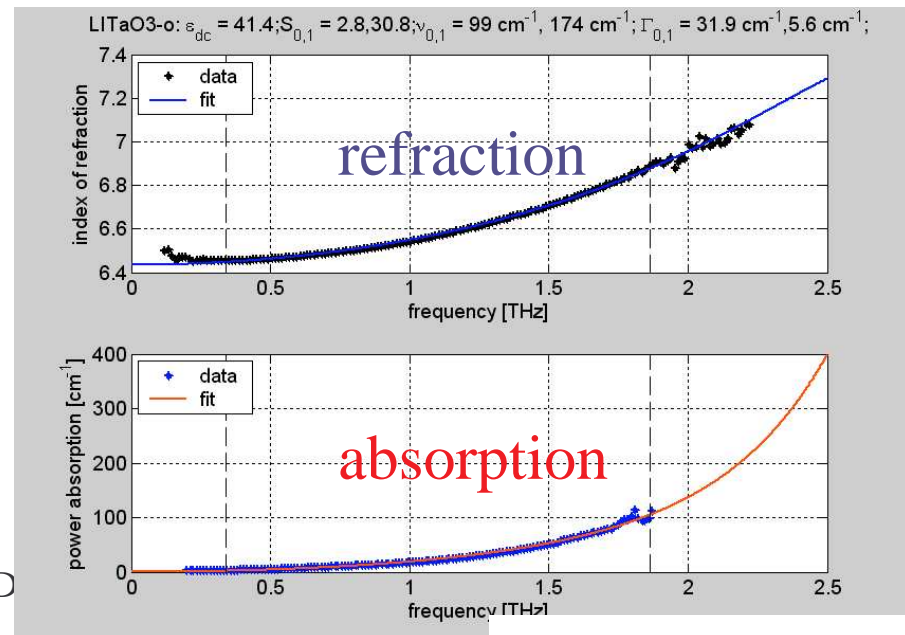 LITaO3-o: εdc = 41.4;S0,1 = 2.8,30.8;ν0,1 = 99 cm-1, 174 cm-1; Γ0,1 = 31.9 cm-1,5.6 cm-1;
7.4
7.2
7
6.8
6.6
6.4
index of refraction
data
fit
refraction
0 0.5 1 1.5 2 2.5
frequency [THz]
400
300
200
100
0
power absorption [cm-1]
data
fit
absorption
0 0.5 1 1.5 2 2.5
frequency [THz]